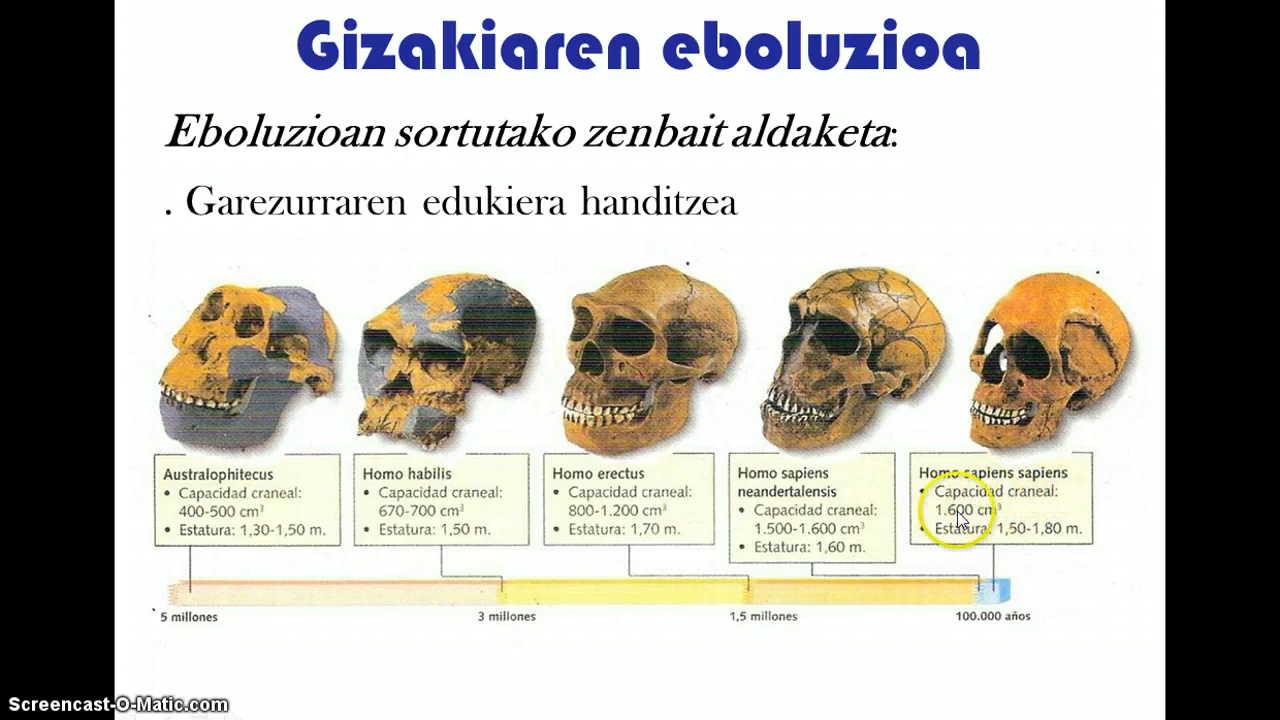 Gizakiaren eboluzioa
Eboluzioan sortutako zenbait aldaketa:
. Garezurraren edukiera handitzea
Australophitecus
• Capacidad craneal:
400-500 cm³
• Estatura: 1,30-1,50 m.
Homo habilis
• Capacidad craneal:
670-700 cm³
• Estatura: 1,50 m.
Homo erectus
• Capacidad craneal:
800-1.200 cm³
• Estatura: 1,70 m.
Homo sapiens
neandertalensis
• Capacidad craneal:
1.500-1.600 cm³
• Estatura: 1,60 m.
Homo sapiens sapiens
• Capacidad craneal:
1.600 cm³
• Estatura: 1,50-1,80 m.
5 millones
3 millones
1,5 millones
100.000 años
Screencast-O-Matic.com